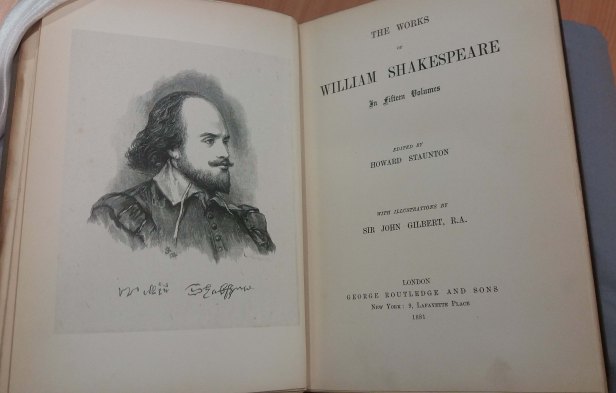 THE WORKS
OF
WILLIAM SHAKESPEARE
In Fifteen Volumes
EDITED BY
HOWARD STAUNTON
WITH ILLUSTRATIONS BY
SIR JOHN GILBERT, R.A.
LONDON
GEORGE ROUTLEDGE AND SONS
NEW YORK: 9, LAFAYETTE PLACE
1881